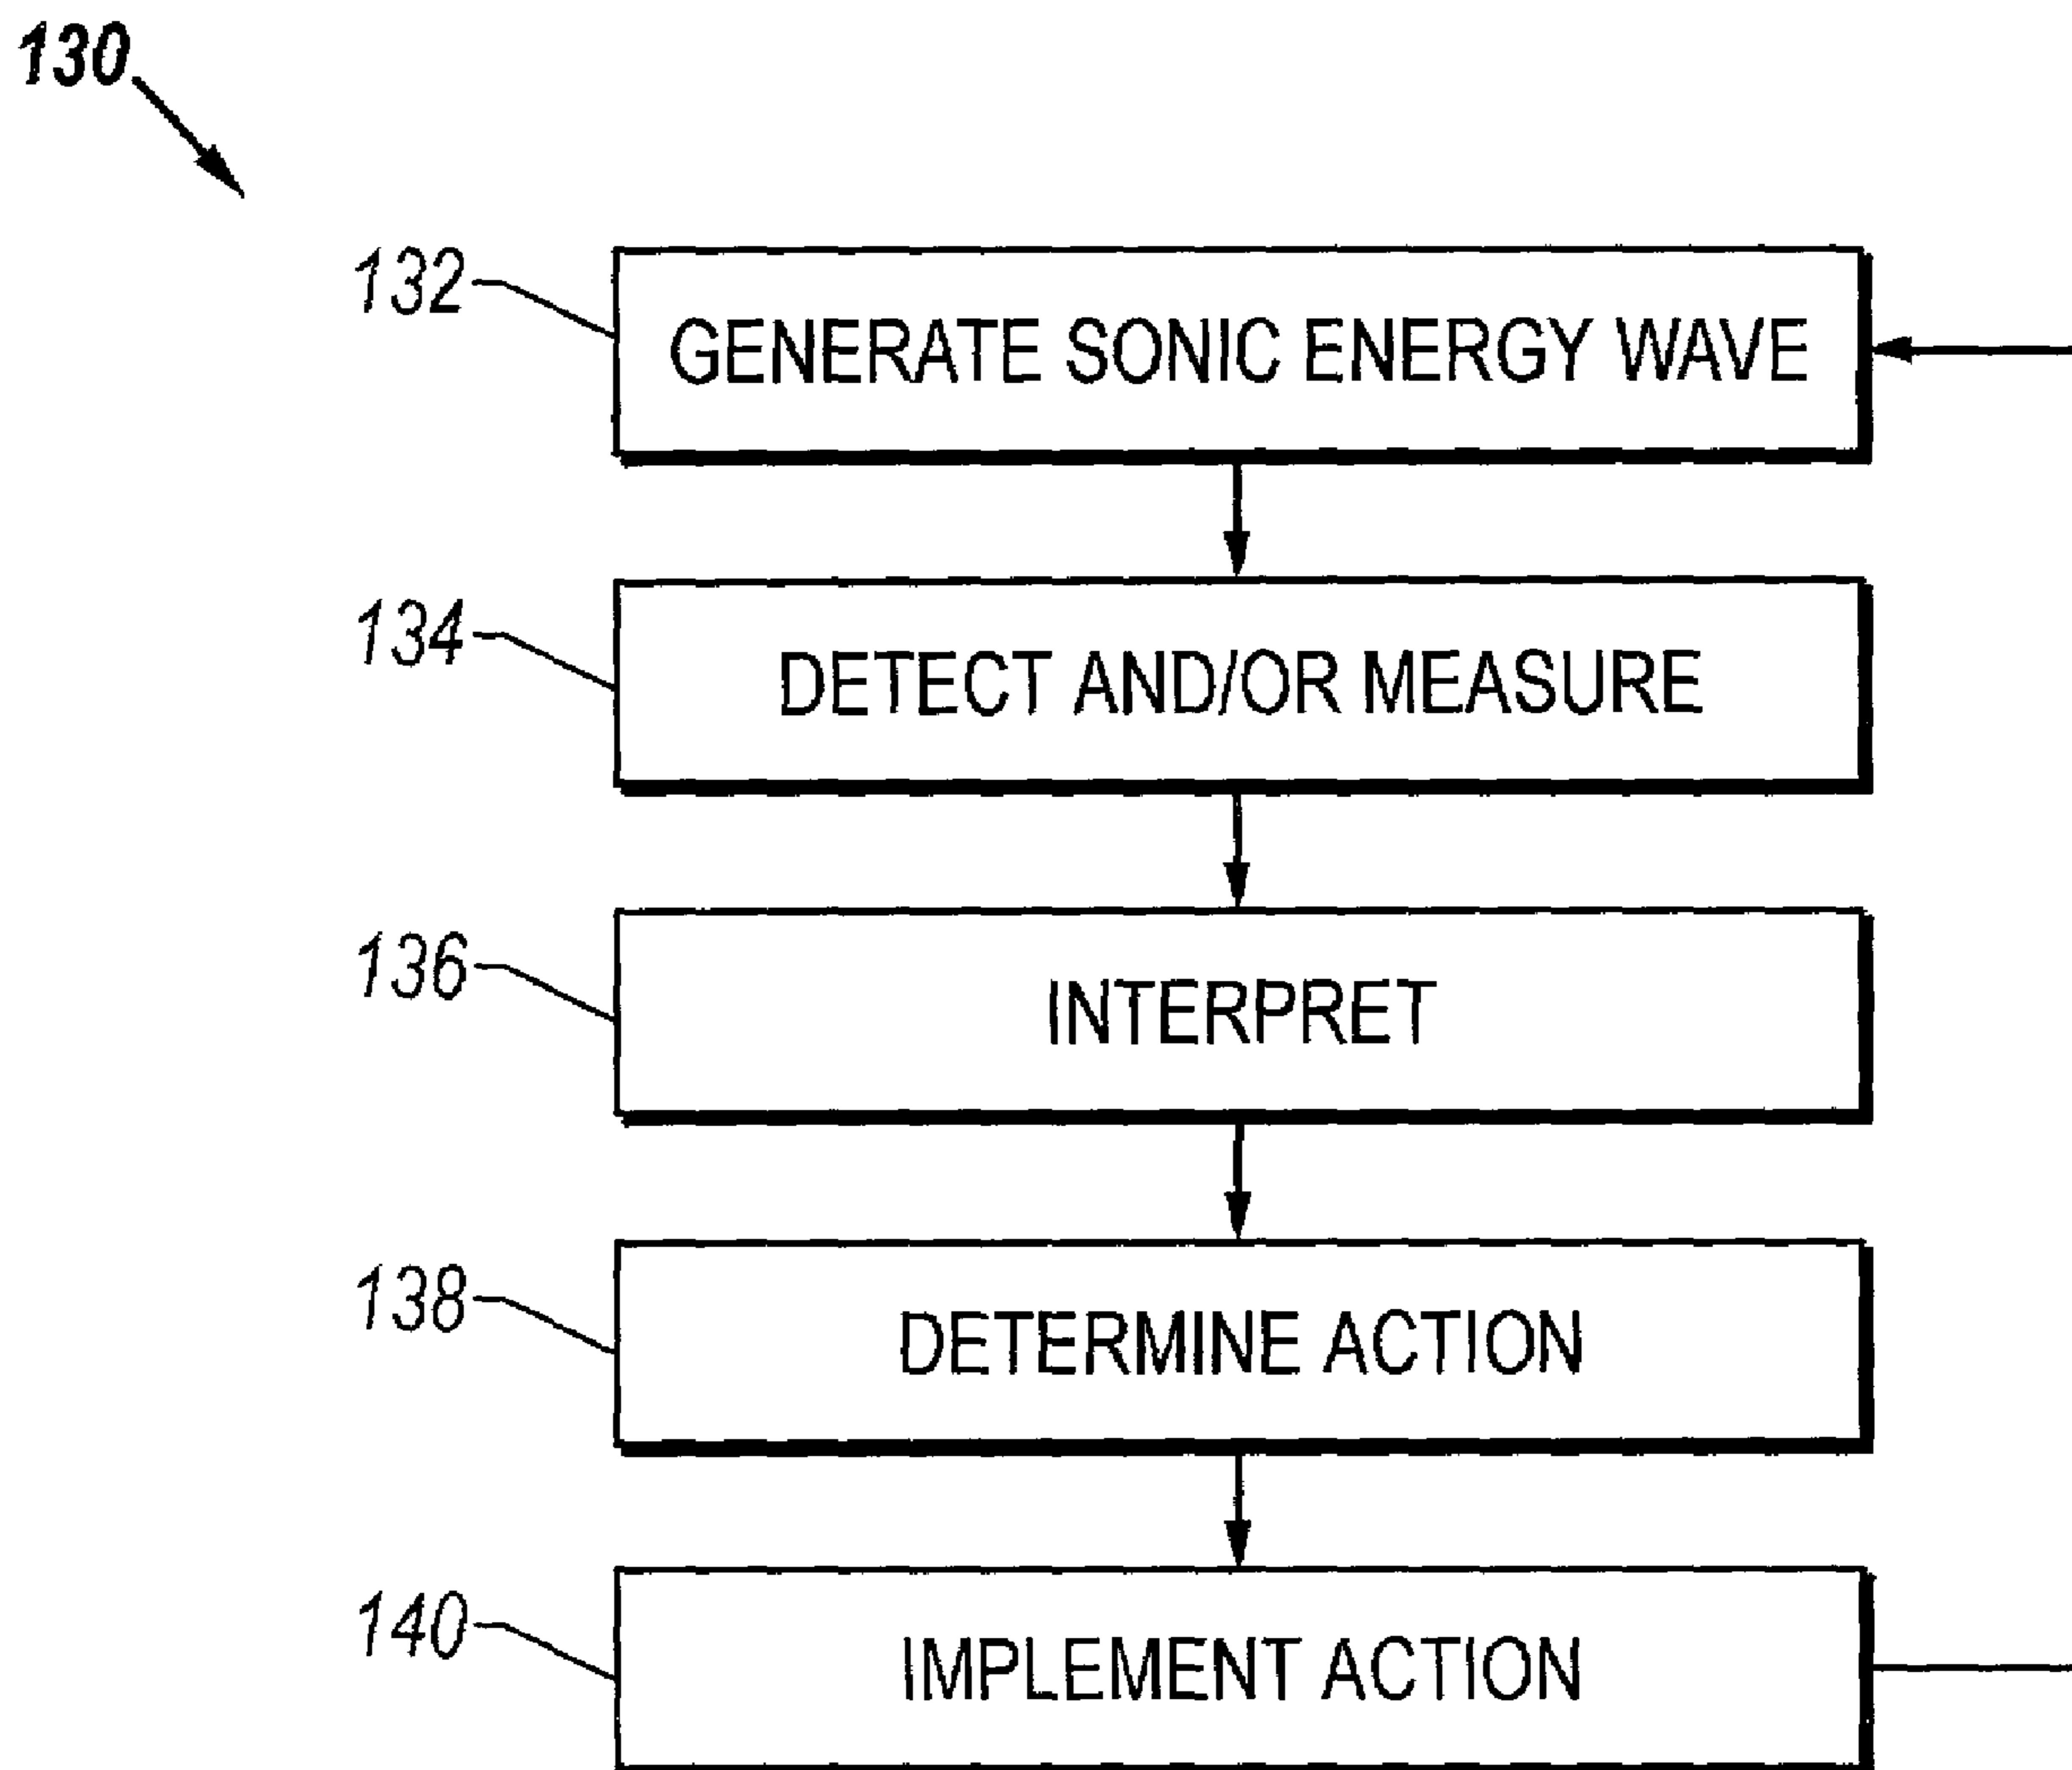 130
132
GENERATE SONIC ENERGY WAVE
134
DETECT AND/OR MEASURE
136
INTERPRET
138
DETERMINE ACTION
140
IMPLEMENT ACTION